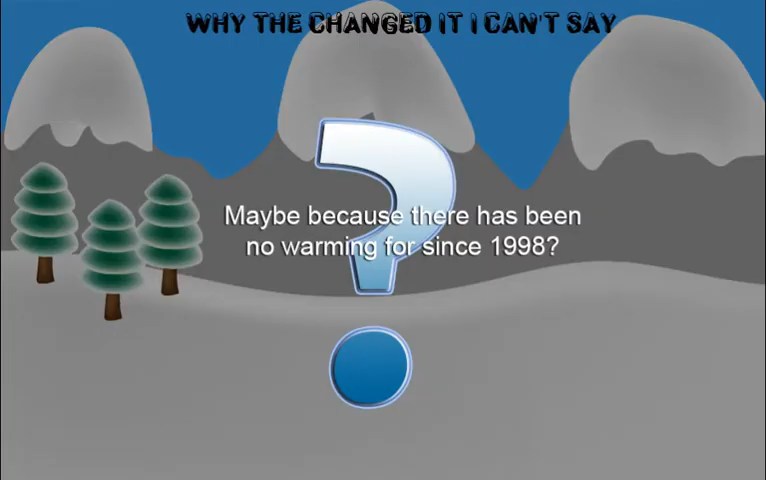 WHY THE CHANGED IT I CAN'T SAY
Maybe because there has been
no warming for since 1998?